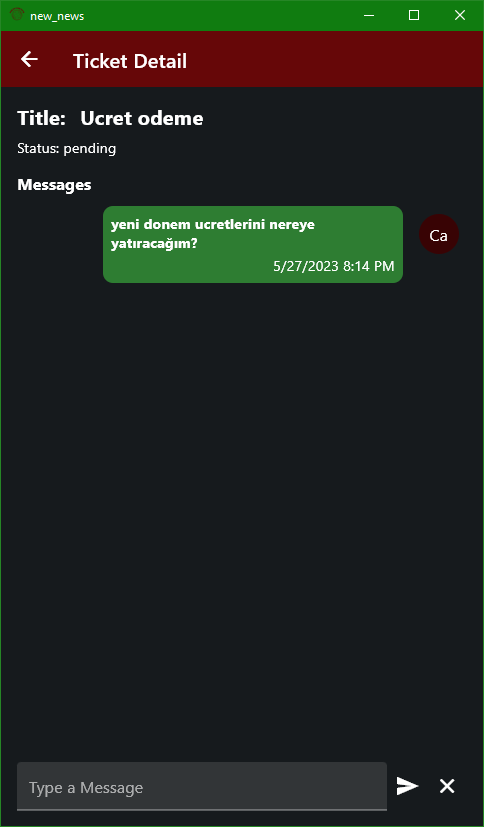 new_news
Ticket Detail
Title: Ucret odeme
Status: pending
Messages
yeni donem ucretlerini nereye
yatıracağım?
5/27/2023 8:14 PM
Ca
Type a Message